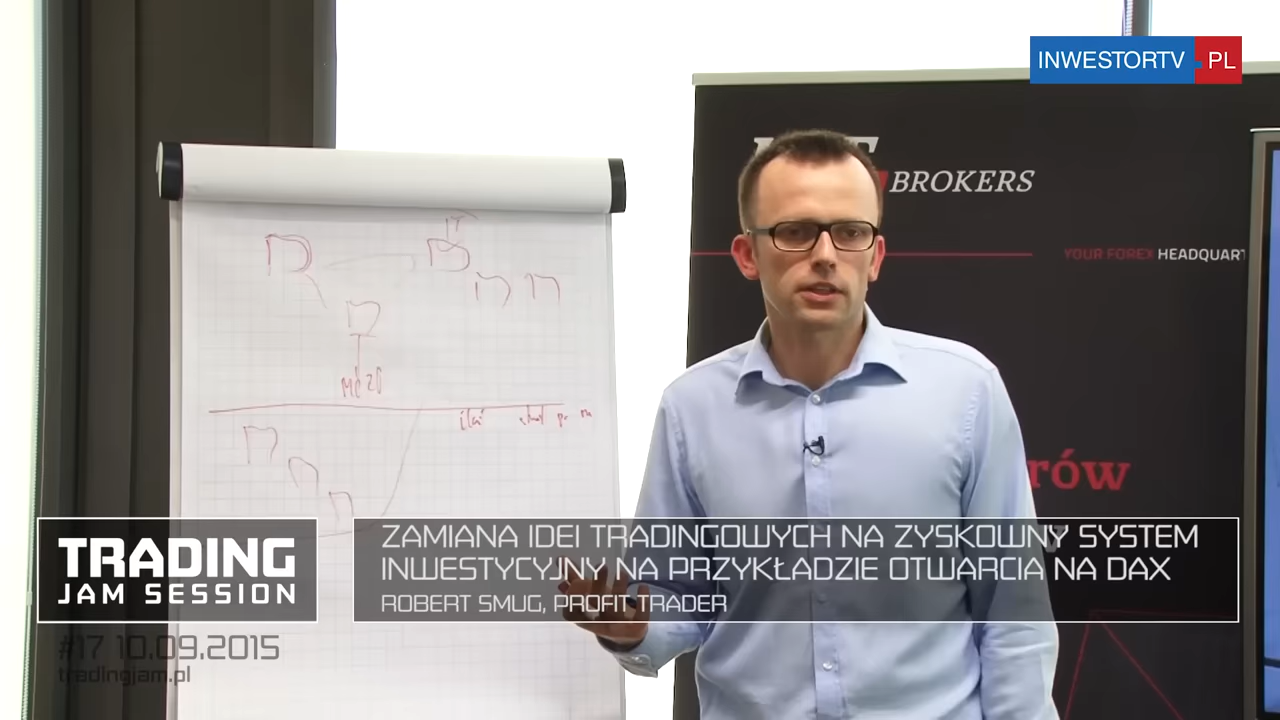 INWESTORTV.PL
BROKERS
YOUR FOREX HEADQUART
rów
TRADING
JAM SESSION
ZAMIANA IDEI TRADINGOWYCH NA ZYSKOWNY SYSTEM
INWESTYCYJNY NA PRZYKŁADZIE OTWARCIA NA DAX
ROBERT SMUG, PROFIT TRADER
#17 10.09.2015
tradingjam.pl